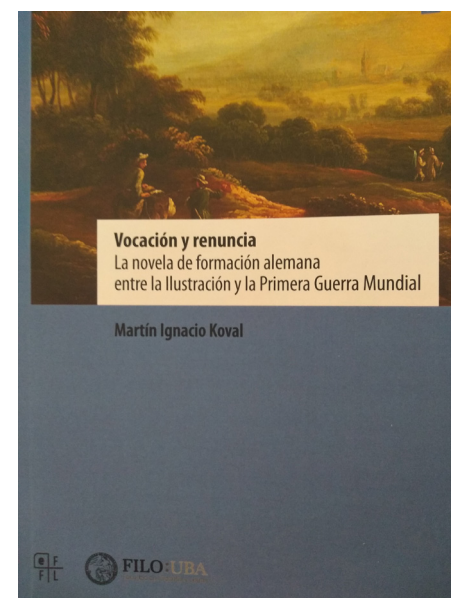 Vocación y renuncia
La novela de formación alemana
entre la Ilustración y la Primera Guerra Mundial
Martín Ignacio Koval
F
F L
FILO:UBA